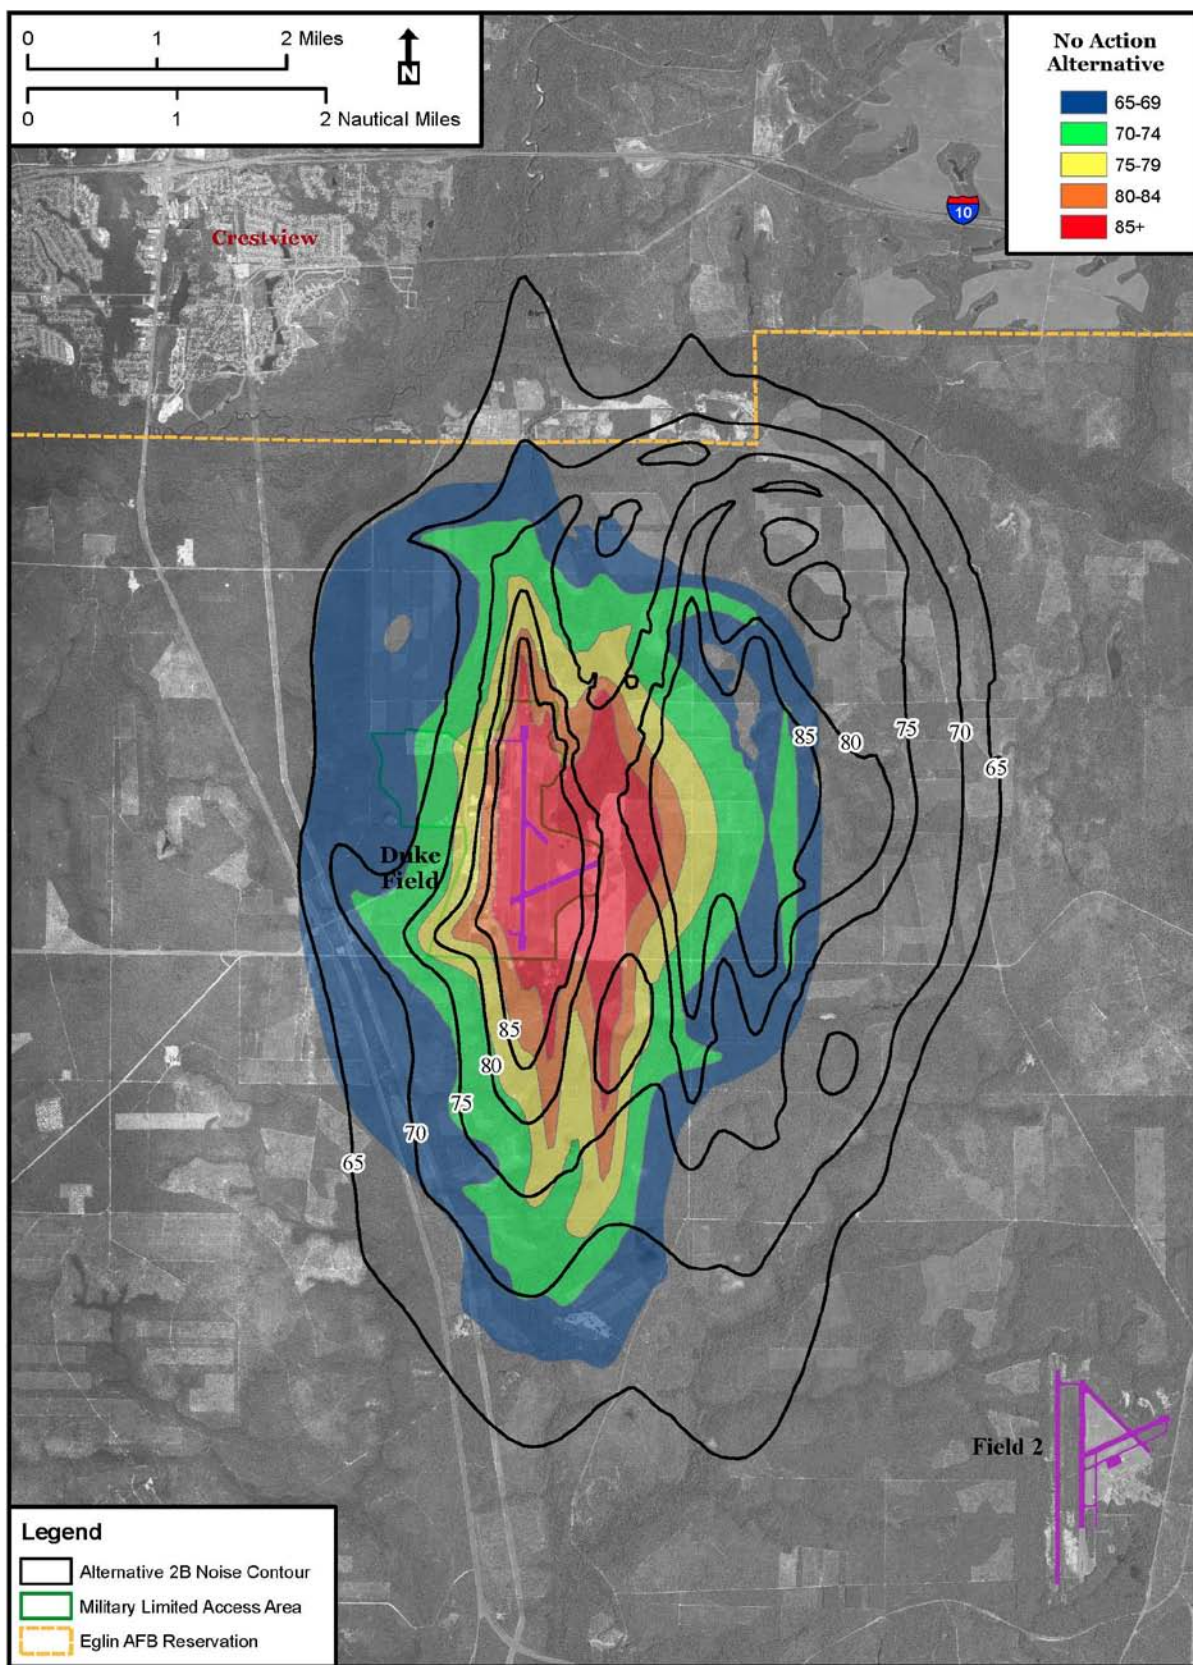 0 1 2 Miles
N
0 1 2 Nautical Miles
No Action
Alternative
65-69
70-74
75-79
80-84
85+
10
Crestview
85
80
75
70
65
Duke
Field
85
80
75
70
65
Field 2
Legend
Alternative 2B Noise Contour
Military Limited Access Area
Eglin AFB Reservation